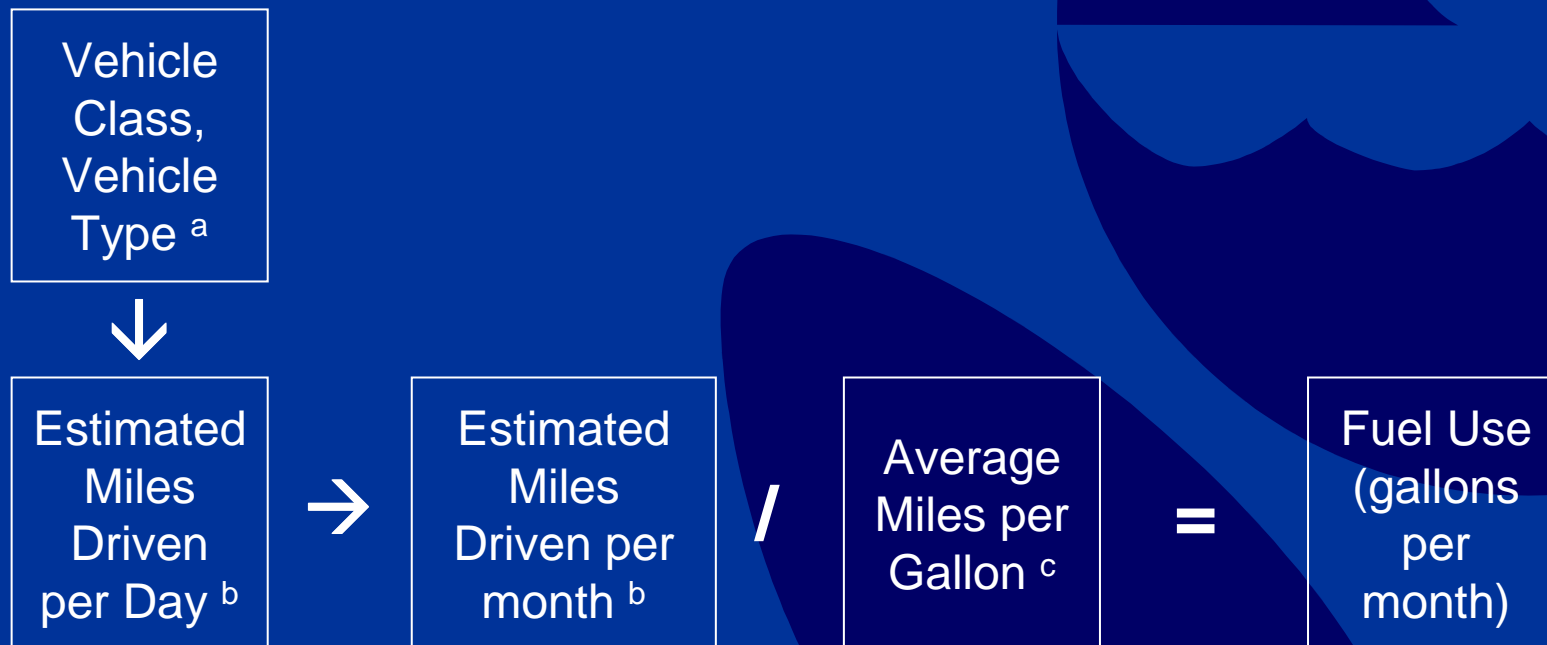 Vehicle
Class,
Vehicle
Type a
↓
Estimated
Miles
Driven
per Day b
→
Estimated
Miles
Driven per
month b
/
Average
Miles per
Gallon c
=
Fuel Use
(gallons
per
month)